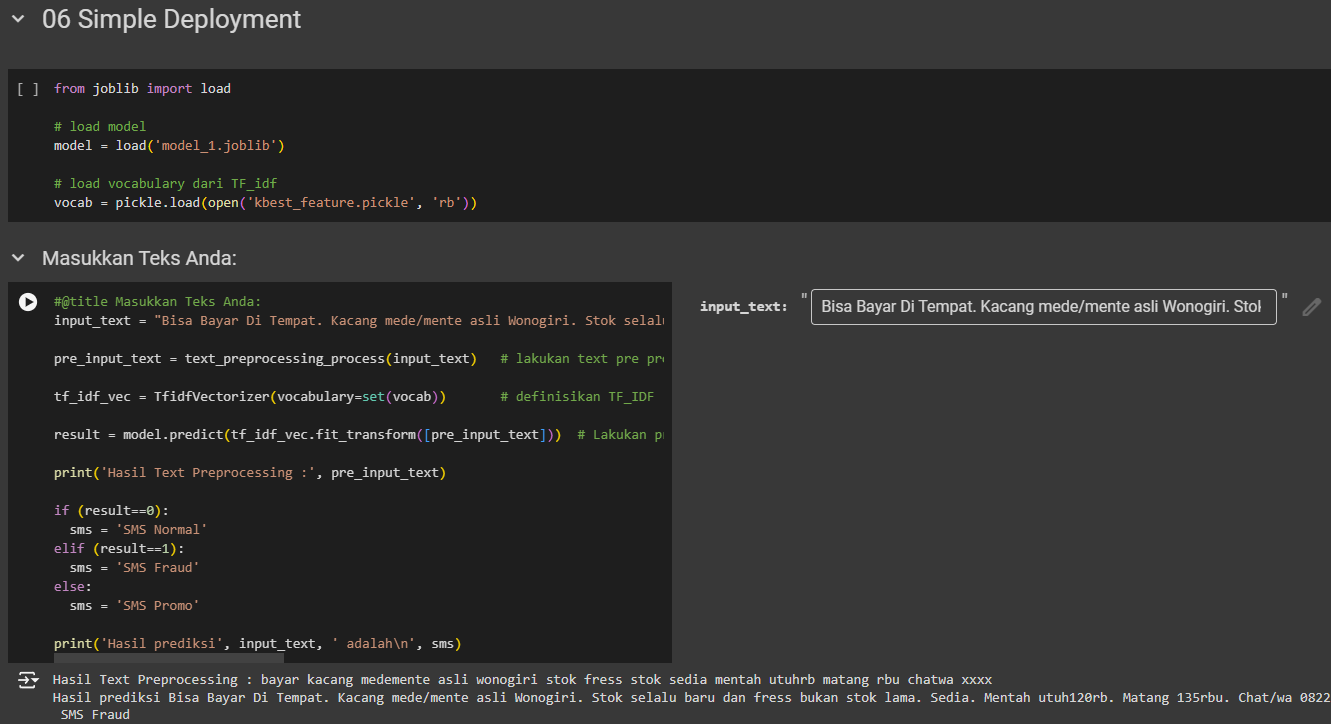 06 Simple Deployment
[ ] from joblib import load
# load model
model = load('model_1.joblib')
# load vocabulary dari TF_idf
vocab = pickle.load(open('kbest_feature.pickle', 'rb'))
Masukkan Teks Anda:
#@title Masukkan Teks Anda:
input_text = "Bisa Bayar Di Tempat. Kacang mede/mente asli Wonogiri. Stok selalu
input_text: " Bisa Bayar Di Tempat. Kacang mede/mente asli Wonogiri. Stol "
pre_input_text = text_preprocessing_process(input_text) # lakukan text pre pro
tf_idf_vec = TfidfVectorizer(vocabulary=set(vocab)) # definisikan TF_IDF
result = model.predict(tf_idf_vec.fit_transform([pre_input_text])) # Lakukan p
print('Hasil Text Preprocessing :', pre_input_text)
if (result==0):
sms = 'SMS Normal'
elif (result==1):
sms = 'SMS Fraud'
else:
sms = 'SMS Promo'
print('Hasil prediksi', input_text, ' adalah\n', sms)
Hasil Text Preprocessing : bayar kacang medemente asli wonogiri stok fress stok sedia mentah utuhrb matang rbu chatwa xxxx
Hasil prediksi Bisa Bayar Di Tempat. Kacang mede/mente asli Wonogiri. Stok selalu baru dan fress bukan stok lama. Sedia. Mentah utuh120rb. Matang 135rbu. Chat/wa 0822
SMS Fraud